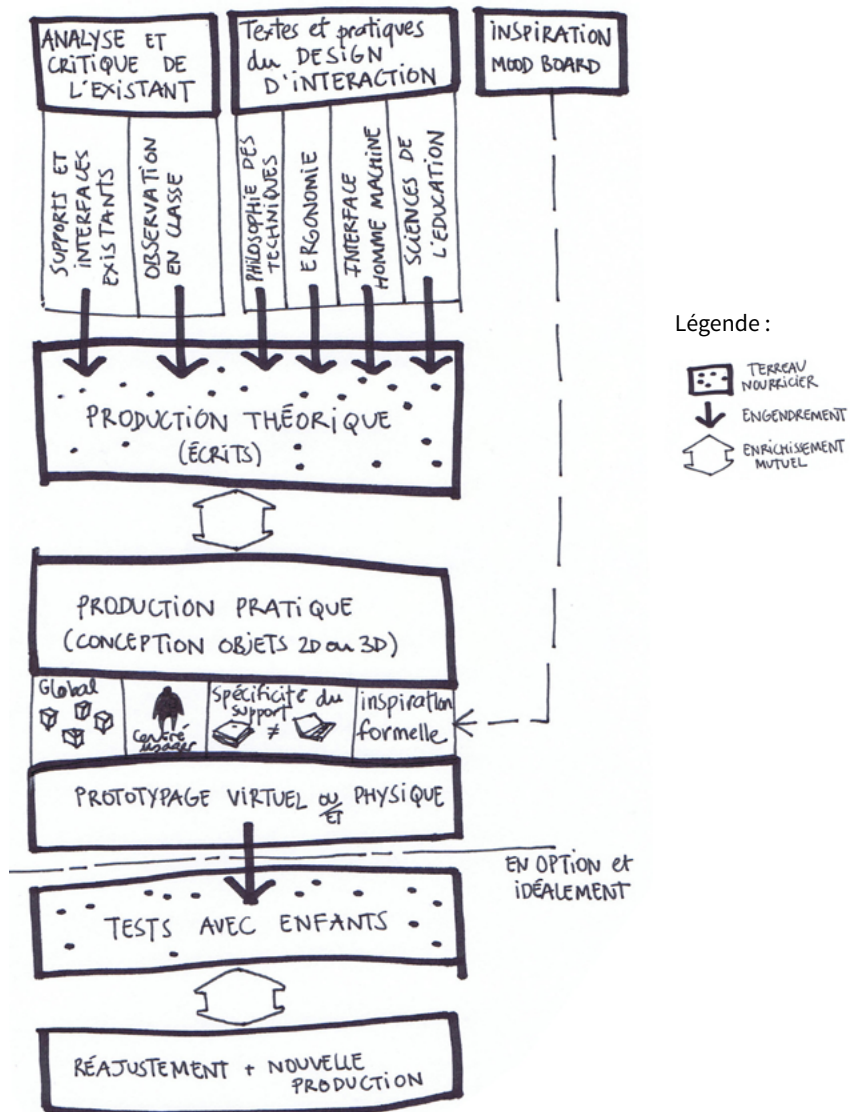 ANALYSE ET
CRITIQUE DE
L'EXISTANT
Textes et pratiques
du DESIGN
D'INTERACTION
INSPIRATION
MOOD BOARD
SUPPORTS ET
INTERFACES
EXISTANTS
OBSERVATION
EN CLASSE
PHILOSOPHIE DES
TECHNIQUES
ERGONOMIE
INTERFACE
HOMME MACHINE
SCIENCES DE
L'ÉDUCATION
PRODUCTION THÉORIQUE
(ÉCRITS)
Légende :
TERREAU
NOURRICIER
ENGENDREMENT
ENRICHISSEMENT
MUTUEL
PRODUCTION PRATIQUE
(CONCEPTION OBJETS 2D ou 3D)
Global
Centré
usager
Spécificité du
support
≠
inspiration
formelle
PROTOTYPAGE VIRTUEL OU/ET PHYSIQUE
EN OPTION et
IDÉALEMENT
TESTS AVEC ENFANTS
RÉAJUSTEMENT + NOUVELLE
PRODUCTION